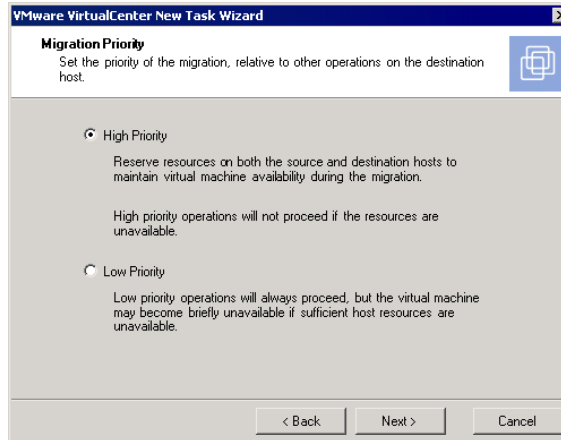 VMware VirtualCenter New Task Wizard
Migration Priority
Set the priority of the migration, relative to other operations on the destination
host.
High Priority
Reserve resources on both the source and destination hosts to
maintain virtual machine availability during the migration.
High priority operations will not proceed if the resources are
unavailable.
Low Priority
Low priority operations will always proceed, but the virtual machine
may become briefly unavailable if sufficient host resources are
unavailable.
< Back Next > Cancel